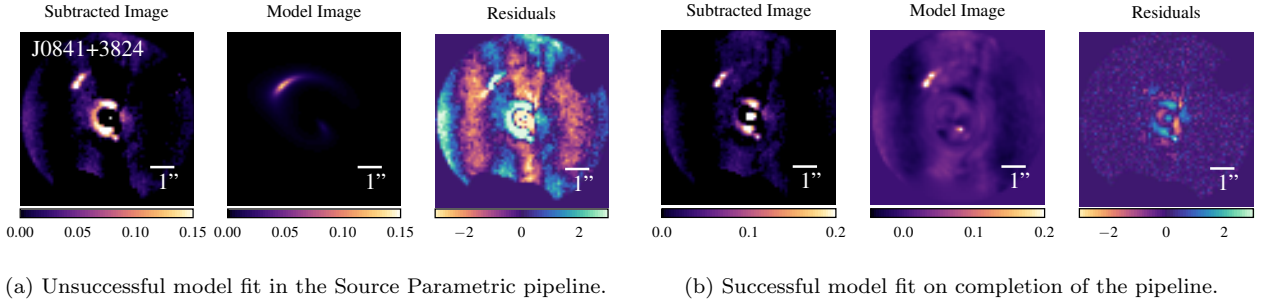 Subtracted Image Model Image Residuals Subtracted Image Model Image Residuals
J0841+3824
1” 1” 1” 1” 1” 1”
0.00 0.05 0.10 0.15 0.00 0.05 0.10 0.15 −2 0 2 0.0 0.1 0.2 0.0 0.1 0.2 −2 0 2
(a) Unsuccessful model fit in the Source Parametric pipeline. (b) Successful model fit on completion of the pipeline.